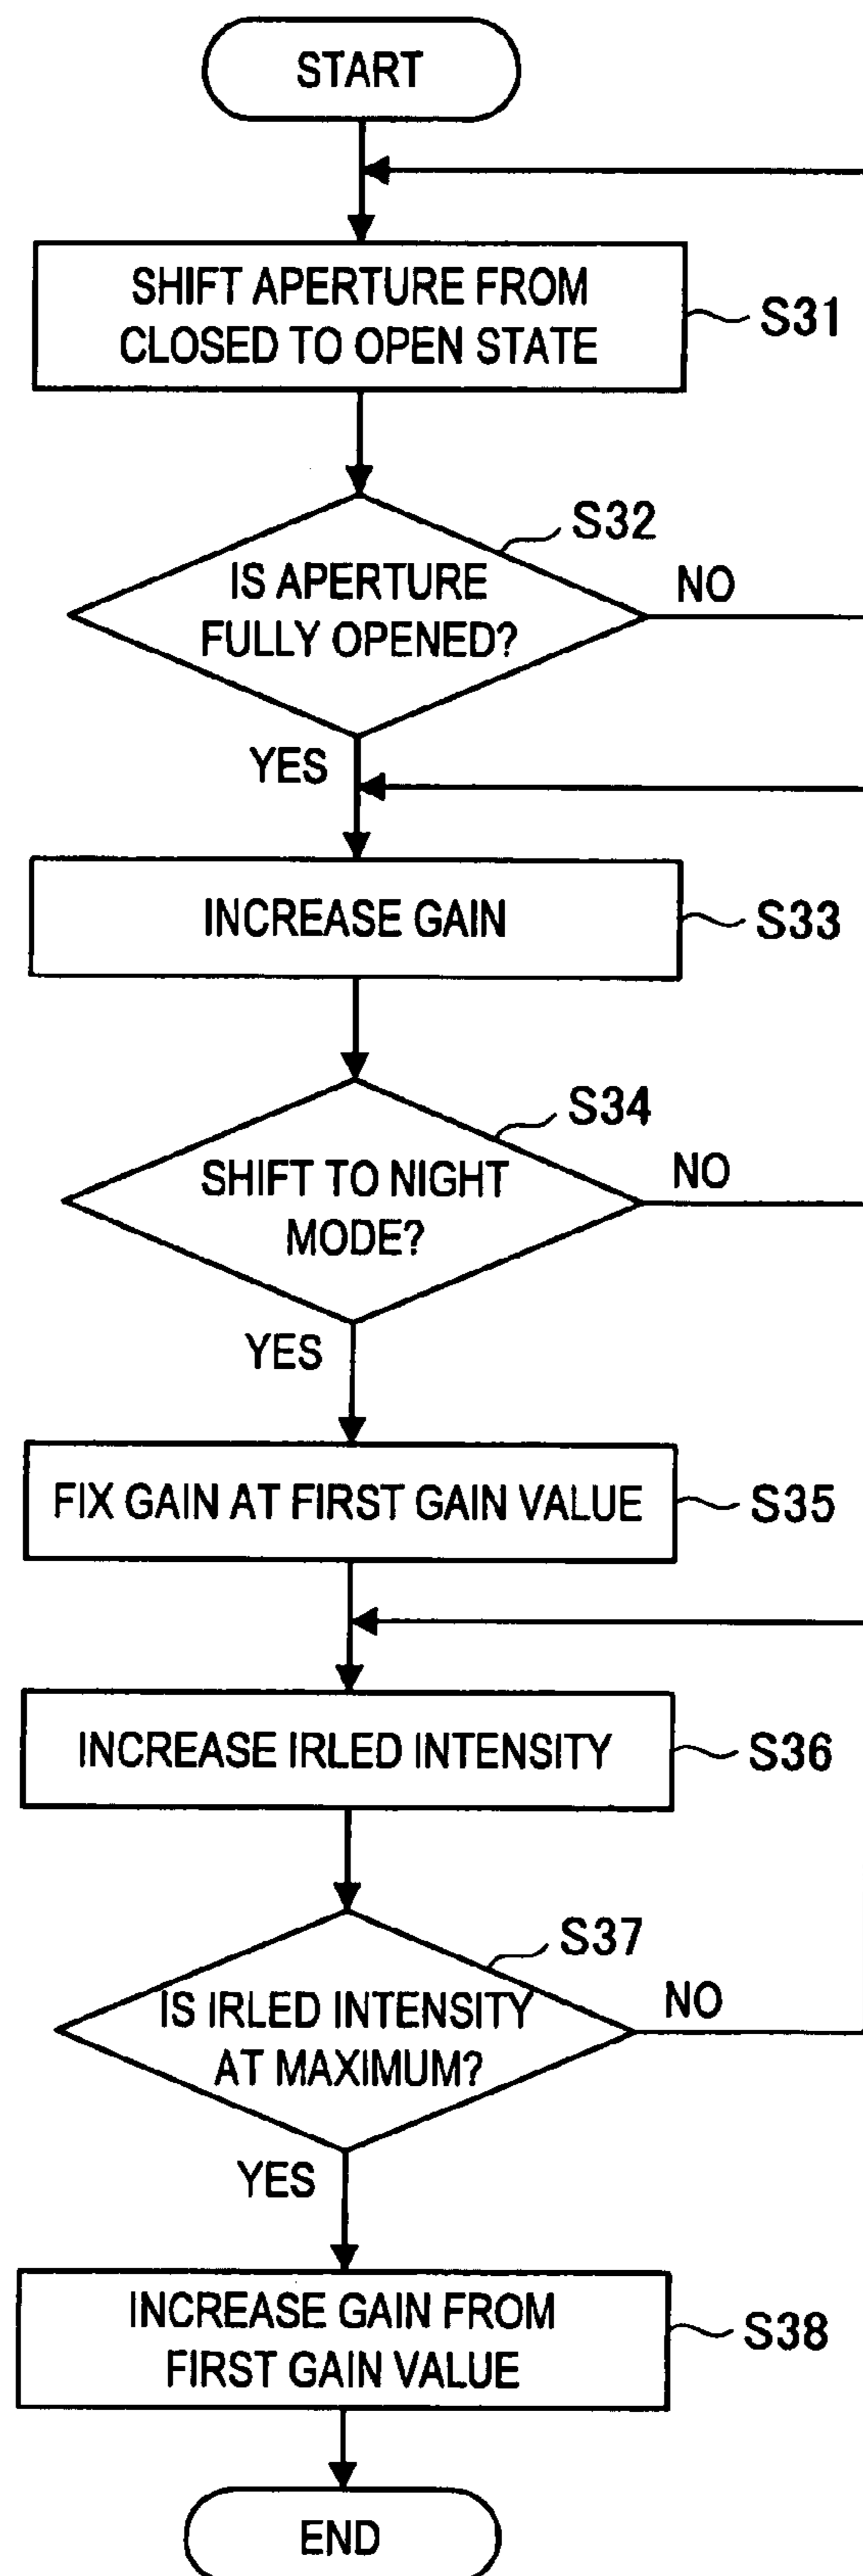 START
SHIFT APERTURE FROM
CLOSED TO OPEN STATE
S31
S32
IS APERTURE
FULLY OPENED?
NO
YES
INCREASE GAIN
S33
S34
SHIFT TO NIGHT
MODE?
NO
YES
FIX GAIN AT FIRST GAIN VALUE
S35
INCREASE IRLED INTENSITY
S36
S37
IS IRLED INTENSITY
AT MAXIMUM?
NO
YES
INCREASE GAIN FROM
FIRST GAIN VALUE
S38
END